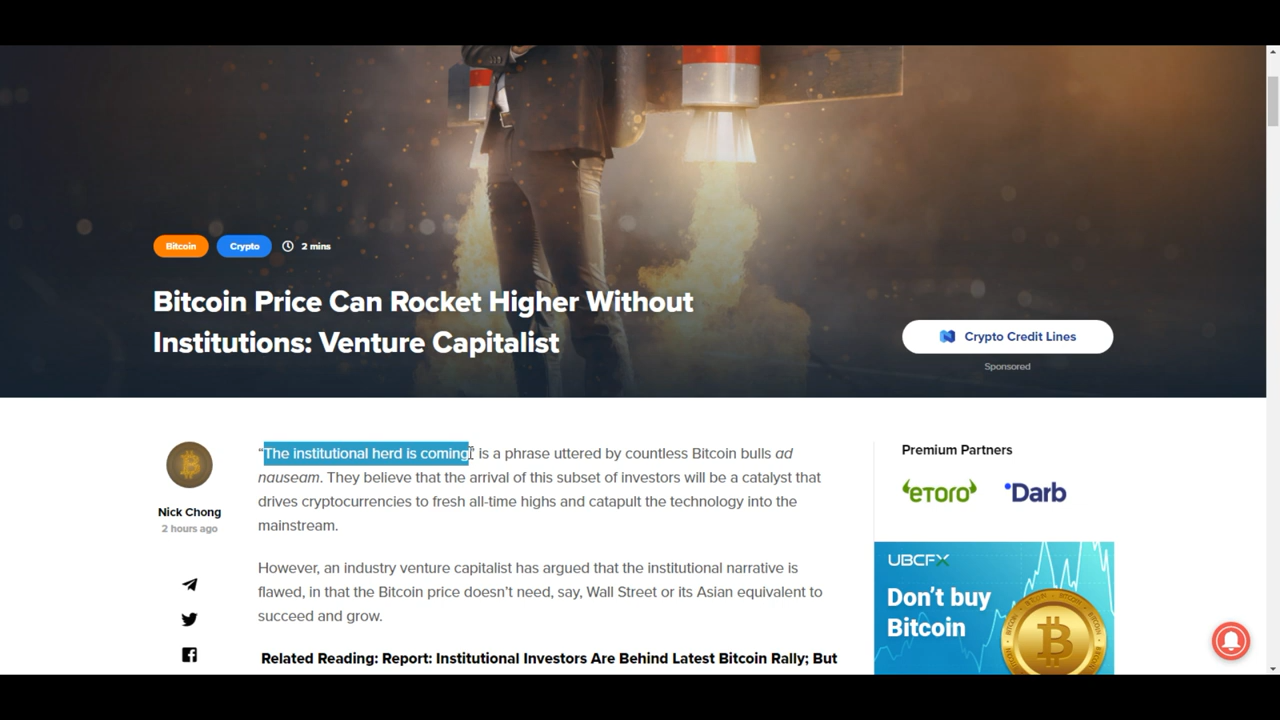 Bitcoin
Crypto
2 mins
Bitcoin Price Can Rocket Higher Without
Institutions: Venture Capitalist
Crypto Credit Lines
Sponsored
Nick Chong
2 hours ago
“The institutional herd is coming” is a phrase uttered by countless Bitcoin bulls ad
nauseam. They believe that the arrival of this subset of investors will be a catalyst that
drives cryptocurrencies to fresh all-time highs and catapult the technology into the
mainstream.
However, an industry venture capitalist has argued that the institutional narrative is
flawed, in that the Bitcoin price doesn't need, say, Wall Street or its Asian equivalent to
succeed and grow.
Related Reading: Report: Institutional Investors Are Behind Latest Bitcoin Rally; But
Premium Partners
eTORO
Darb
UBCFX
Don't buy
Bitcoin